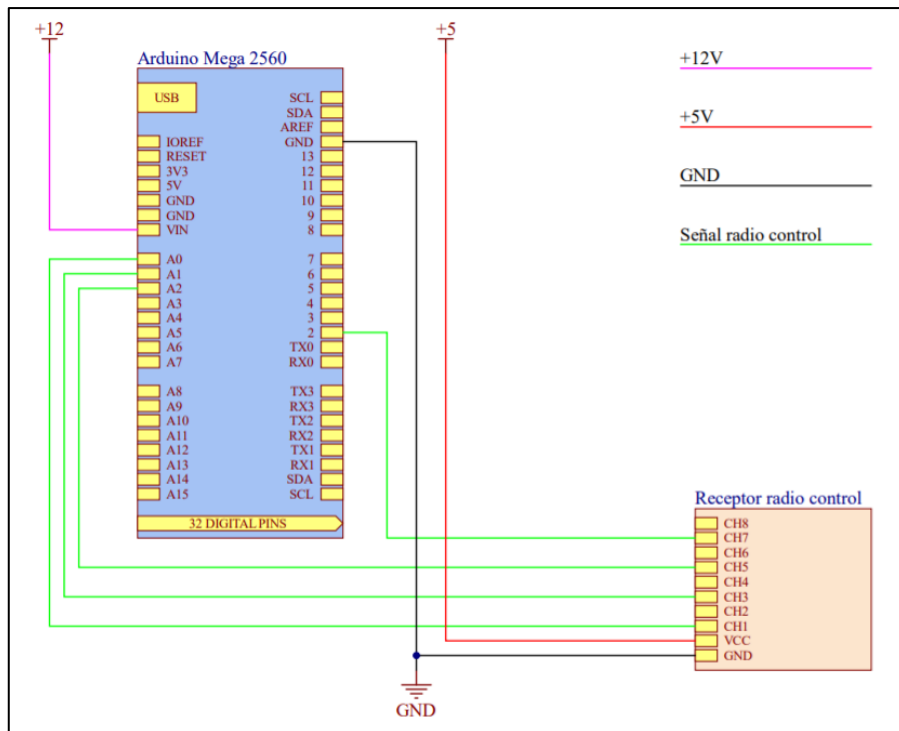 +12
+5
Arduino Mega 2560
USB
IOREF
RESET
3V3
5V
GND
GND
VIN
A0
A1
A2
A3
A4
A5
A6
A7
A8
A9
A10
A11
A12
A13
A14
A15
SCL
SDA
AREF
GND
13
12
11
10
9
8
7
6
5
4
3
2
TX0
RX0
TX3
RX3
TX2
RX2
TX1
RX1
SDA
SCL
32 DIGITAL PINS
+12V
+5V
GND
Señal radio control
Receptor radio control
CH8
CH7
CH6
CH5
CH4
CH3
CH2
CH1
VCC
GND
GND